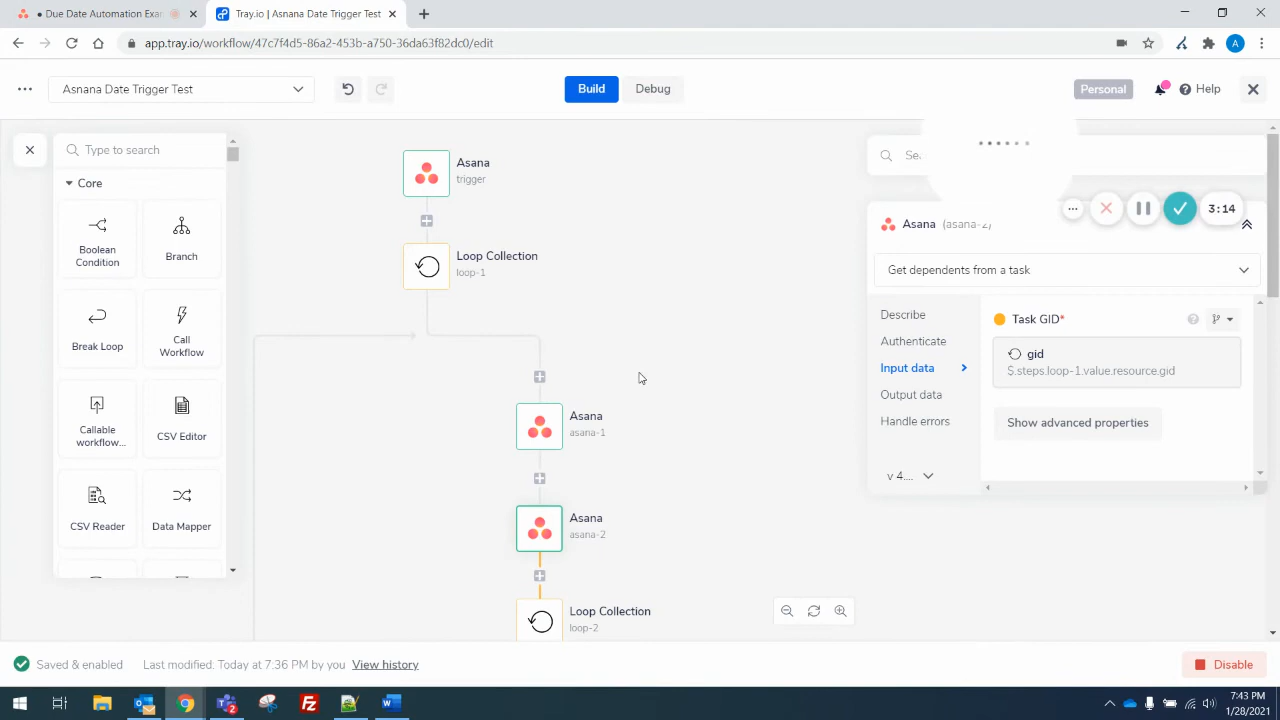 • Due Date Automation Exar
Tray.io | Asnana Date Trigger Test
app.tray.io/workflow/47c7f4d5-86a2-453b-a750-36da63f82dc0/edit
A
Asnana Date Trigger Test
Build
Debug
Personal
Help
Type to search
Core
Boolean
Condition
Branch
Break Loop
Call
Workflow
Callable
workflow...
CSV Editor
CSV Reader
Data Mapper
Asana
trigger
Loop Collection
loop-1
Asana
asana-1
Asana
asana-2
Loop Collection
loop-2
Sea
3:14
Asana (asana-2)
Get dependents from a task
Describe
Authenticate
Input data
Output data
Handle errors
v 4....
Task GID*
gid
$.steps.loop-1.value.resource.gid
Show advanced properties
Saved & enabled
Last modified. Today at 7:36 PM by you
View history
Disable
7:43 PM
1/28/2021